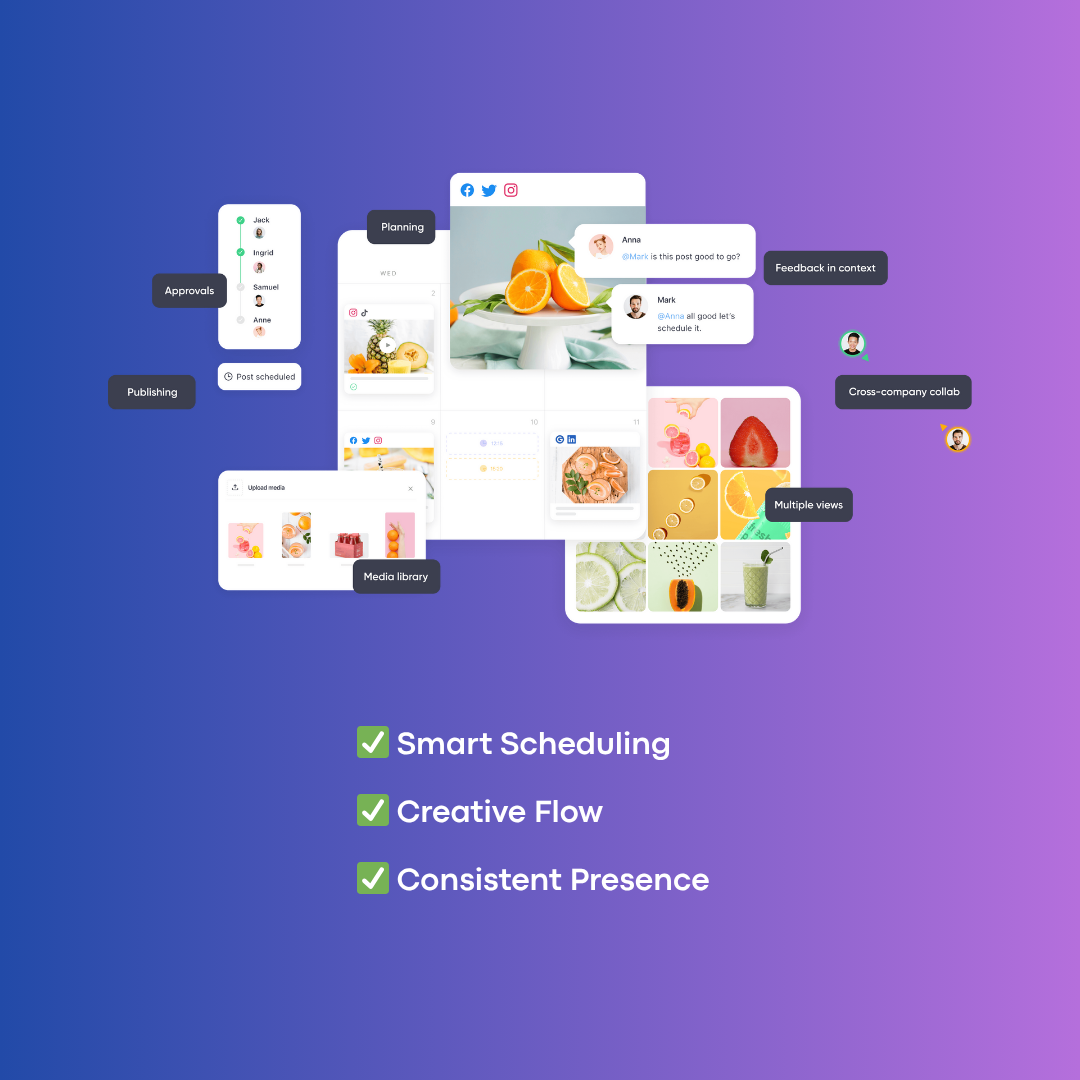 Planning
Jack
Ingrid
Samuel
Anne
Approvals
Post scheduled
Publishing
WED
2
9
10
11
Anna
@Mark is this post good to go?
Mark
@Anna all good let's
schedule it.
Feedback in context
Cross-company collab
Multiple views
Upload media
Media library
✅ Smart Scheduling
✅ Creative Flow
✅ Consistent Presence